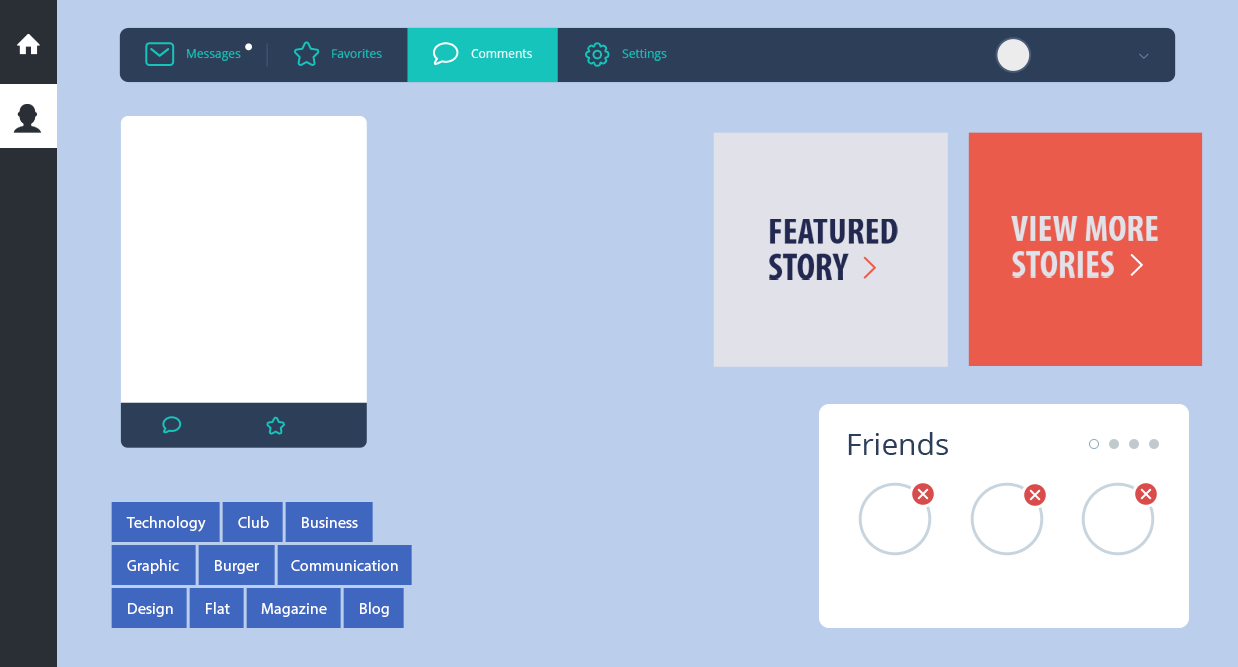 Messages Favorites Comments Settings
FEATURED
STORY
VIEW MORE
STORIES
Friends
Technology Club Business
Graphic Burger Communication
Design Flat Magazine Blog